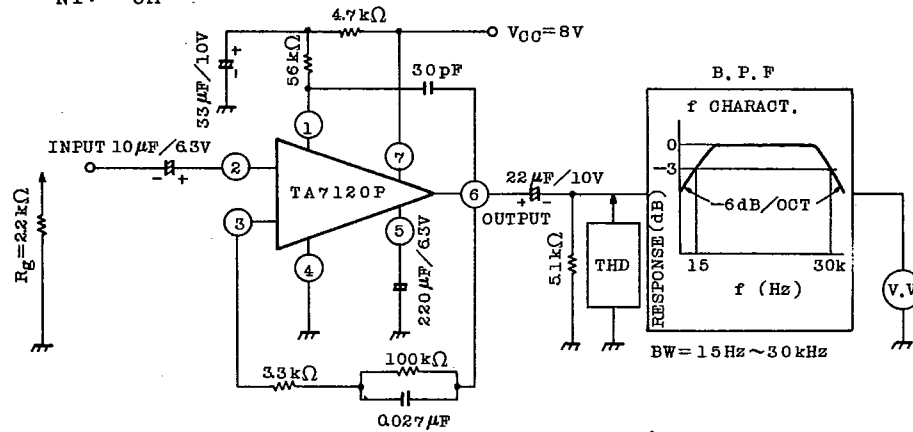 4.7kΩ
VCC=8V
33μF/10V
+
-
56kΩ
30pF
B.P.F
f CHARACT.
1
7
INPUT 10μF/6.3V
- +
2
TA7120P
6
22μF/10V
+ -
OUTPUT
3
5
4
Rg=2.2kΩ
220μF/6.3V
5.1kΩ
THD
RESPONSE(dB)
0
-3
-6dB/OCT
15
30k
f (Hz)
V.V
BW=15Hz~30kHz
3.3kΩ
100kΩ
0.027μF